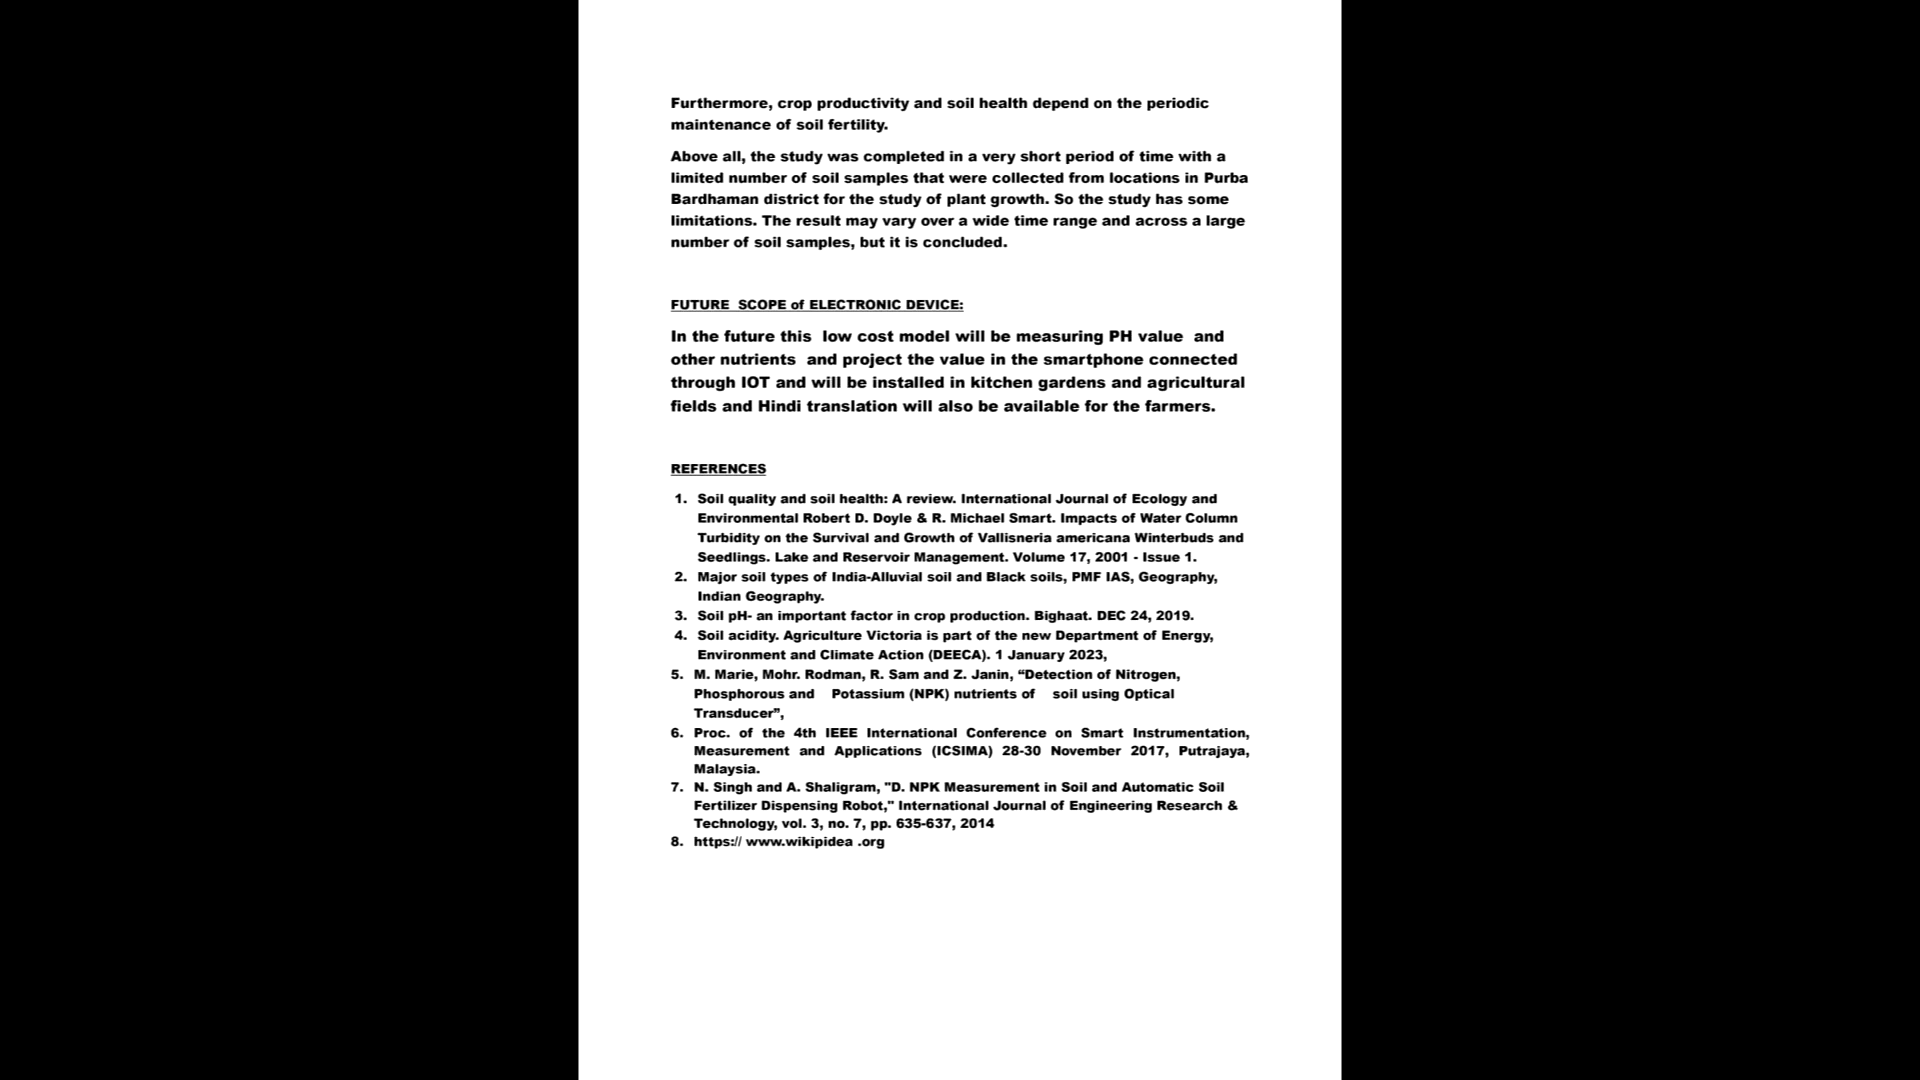 Furthermore, crop productivity and soil health depend on the periodic
maintenance of soil fertility.
Above all, the study was completed in a very short period of time with a
limited number of soil samples that were collected from locations in Purba
Bardhaman district for the study of plant growth. So the study has some
limitations. The result may vary over a wide time range and across a large
number of soil samples, but it is concluded.
FUTURE  SCOPE of ELECTRONIC DEVICE:
In the future this  low cost model will be measuring PH value  and
other nutrients  and project the value in the smartphone connected
through IOT and will be installed in kitchen gardens and agricultural
fields and Hindi translation will also be available for the farmers.
REFERENCES
1. Soil quality and soil health: A review. International Journal of Ecology and
Environmental Robert D. Doyle & R. Michael Smart. Impacts of Water Column
Turbidity on the Survival and Growth of Vallisneria americana Winterbuds and
Seedlings. Lake and Reservoir Management. Volume 17, 2001 - Issue 1.
2. Major soil types of India-Alluvial soil and Black soils, PMF IAS, Geography,
Indian Geography.
3. Soil pH- an important factor in crop production. Bighaat. DEC 24, 2019.
4. Soil acidity. Agriculture Victoria is part of the new Department of Energy,
Environment and Climate Action (DEECA). 1 January 2023,
5. M. Marie, Mohr. Rodman, R. Sam and Z. Janin, “Detection of Nitrogen,
Phosphorous and    Potassium (NPK) nutrients of    soil using Optical
Transducer”,
6. Proc. of the 4th IEEE International Conference on Smart Instrumentation,
Measurement and Applications (ICSIMA) 28-30 November 2017, Putrajaya,
Malaysia.
7. N. Singh and A. Shaligram, "D. NPK Measurement in Soil and Automatic Soil
Fertilizer Dispensing Robot," International Journal of Engineering Research &
Technology, vol. 3, no. 7, pp. 635-637, 2014
8. https:// www.wikipidea .org